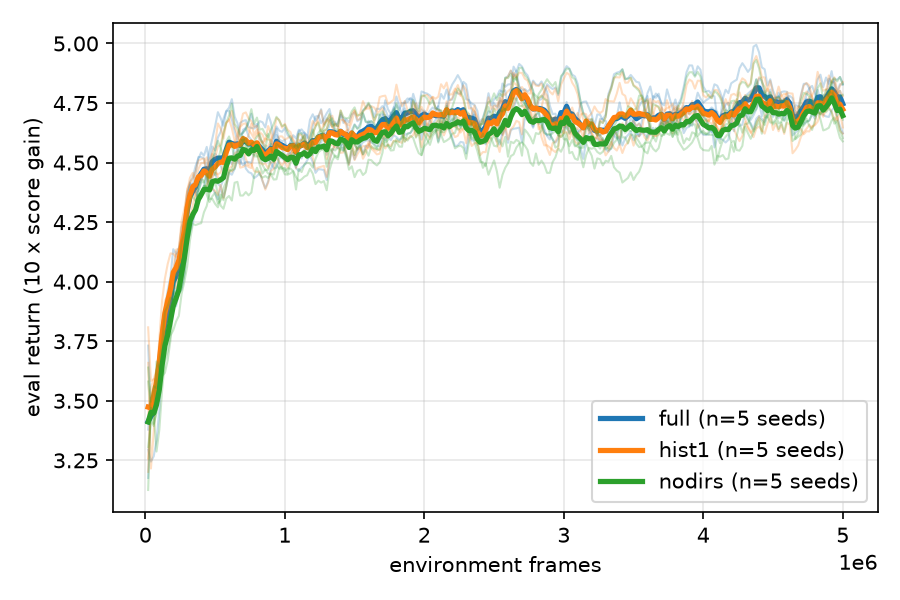 5.00
4.75
4.50
4.25
4.00
3.75
3.50
3.25
eval return (10 x score gain)
full (n=5 seeds)
hist1 (n=5 seeds)
nodirs (n=5 seeds)
0 1 2 3 4 5
1e6
environment frames